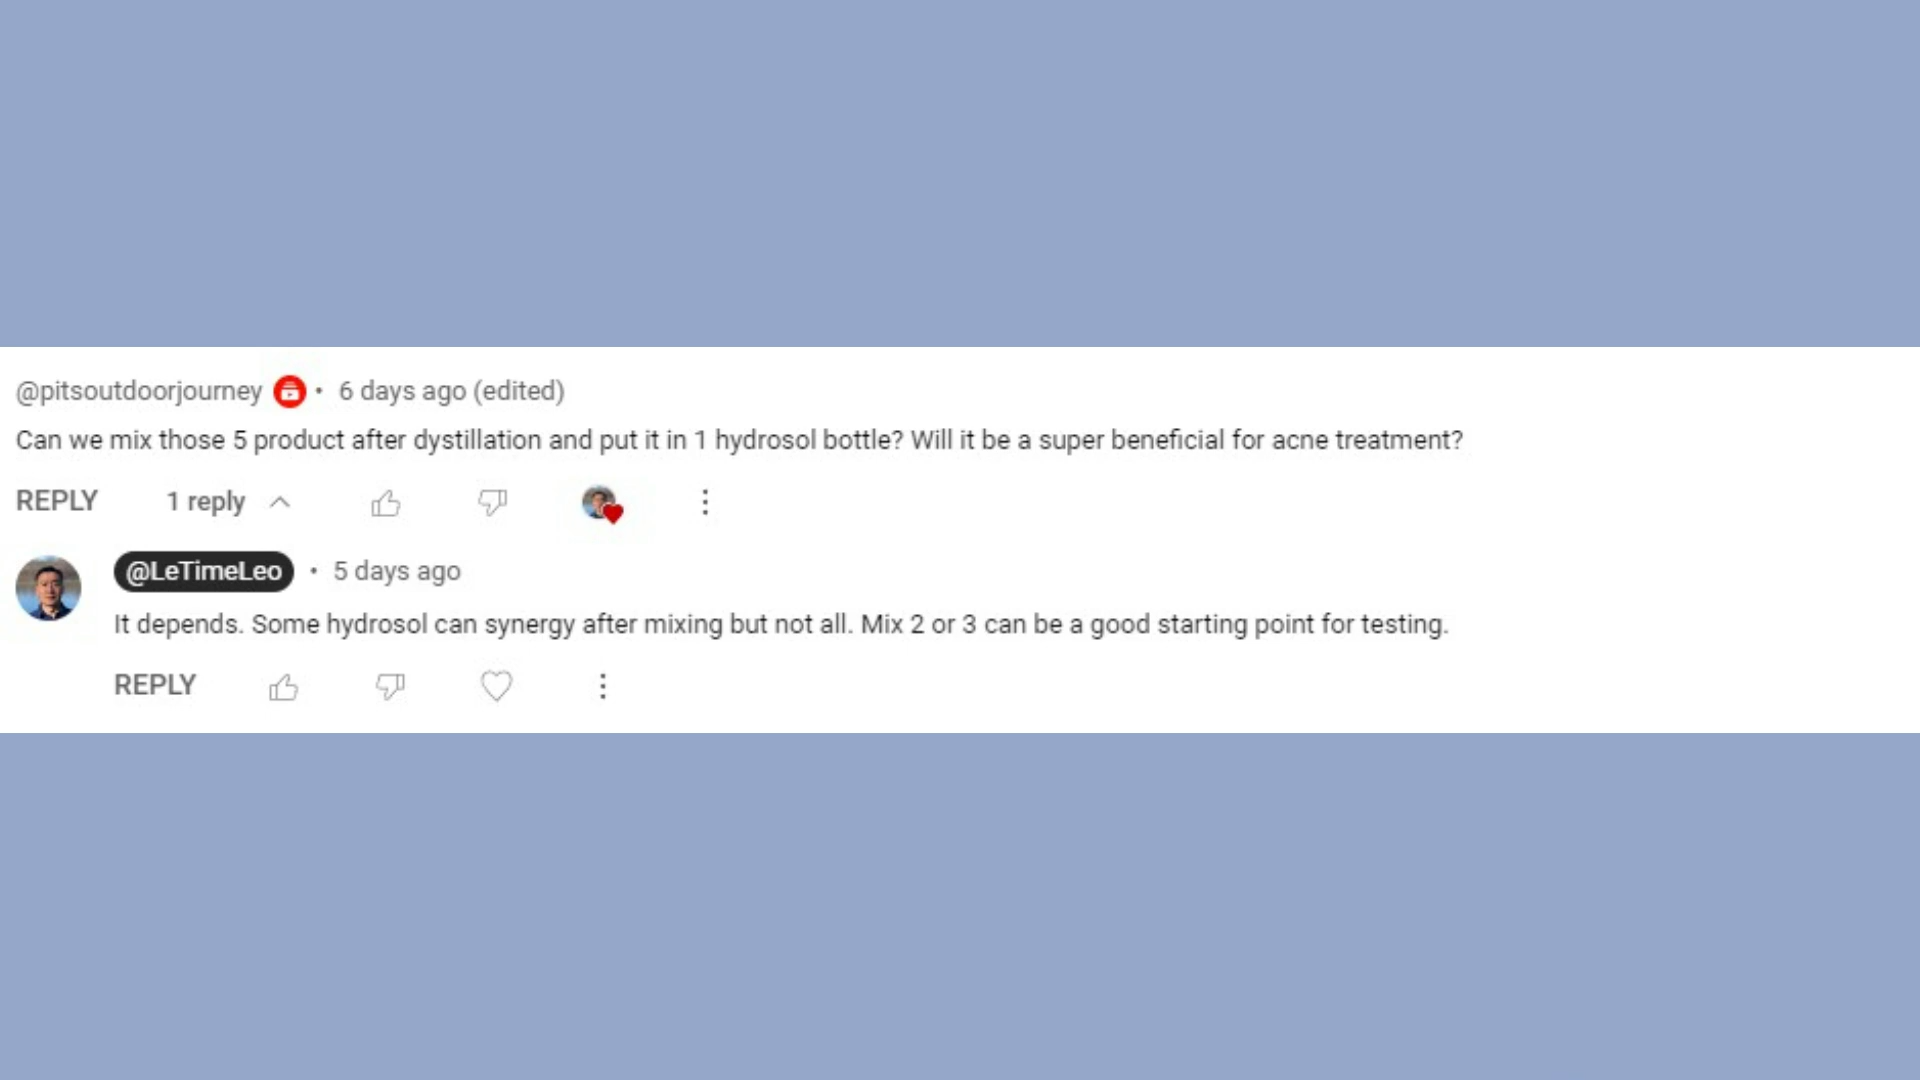 @pitsoutdoorjourney • 6 days ago (edited)
Can we mix those 5 product after dystillation and put it in 1 hydrosol bottle? Will it be a super beneficial for acne treatment?
REPLY 1 reply
@LeTimeLeo • 5 days ago
It depends. Some hydrosol can synergy after mixing but not all. Mix 2 or 3 can be a good starting point for testing.
REPLY